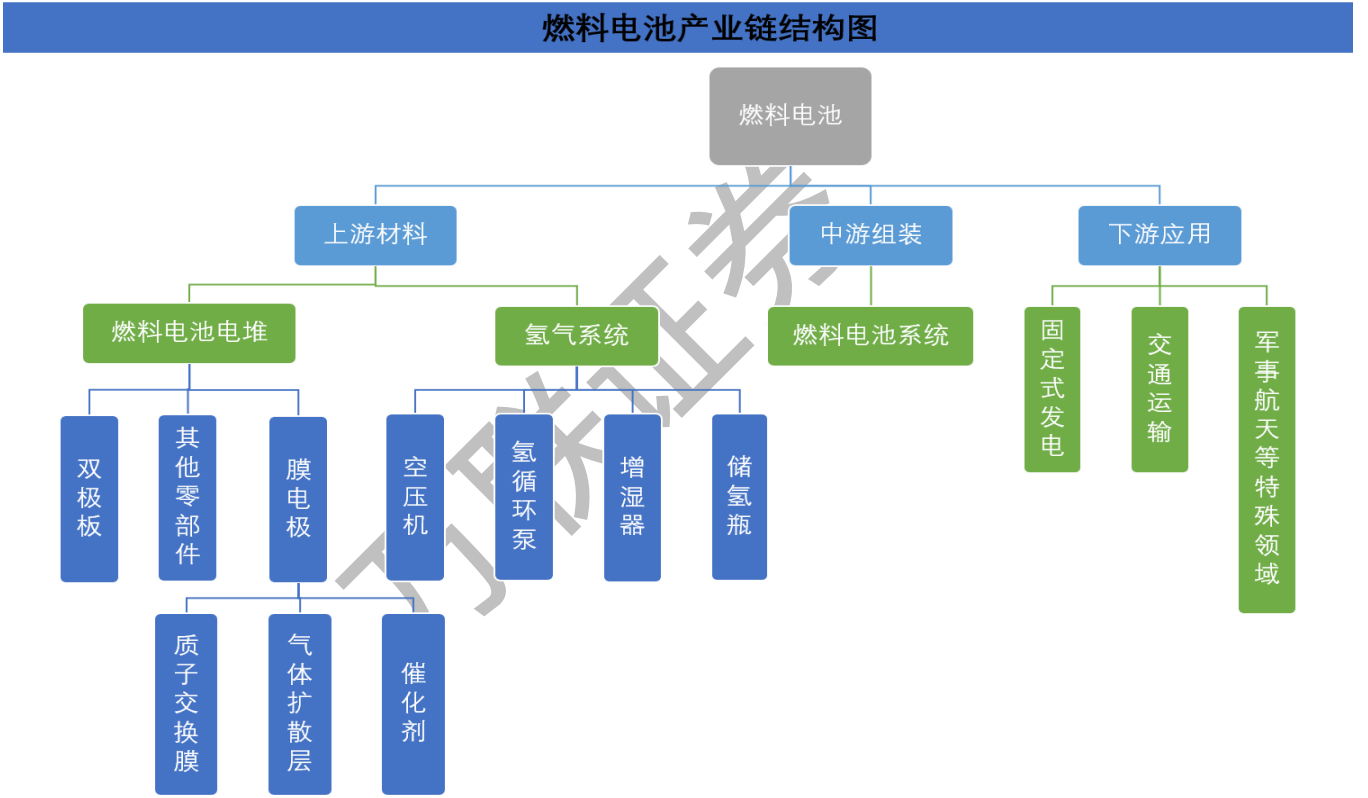 燃料电池产业链结构图
燃料电池
上游材料
中游组装
下游应用
燃料电池电堆
氢气系统
燃料电池系统
固定式发电
交通运输
军事航天等特殊领域
双极板
其他零部件
膜电极
空压机
氢循环泵
增湿器
储氢瓶
质子交换膜
气体扩散层
催化剂
万联证券